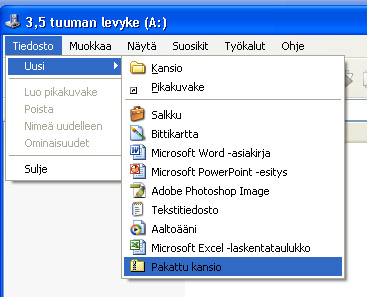 3,5 tuuman levyke (A:)
Tiedosto Muokkaa Näytä Suosikit Työkalut Ohje
Uusi
Luo pikakuvake
Poista
Nimeä uudelleen
Ominaisuudet
Sulje
Kansio
Pikakuvake
Salkku
Bittikartta
Microsoft Word -asiakirja
Microsoft PowerPoint -esitys
Adobe Photoshop Image
Tekstitiedosto
Aaltoääni
Microsoft Excel -laskentataulukko
Pakattu kansio